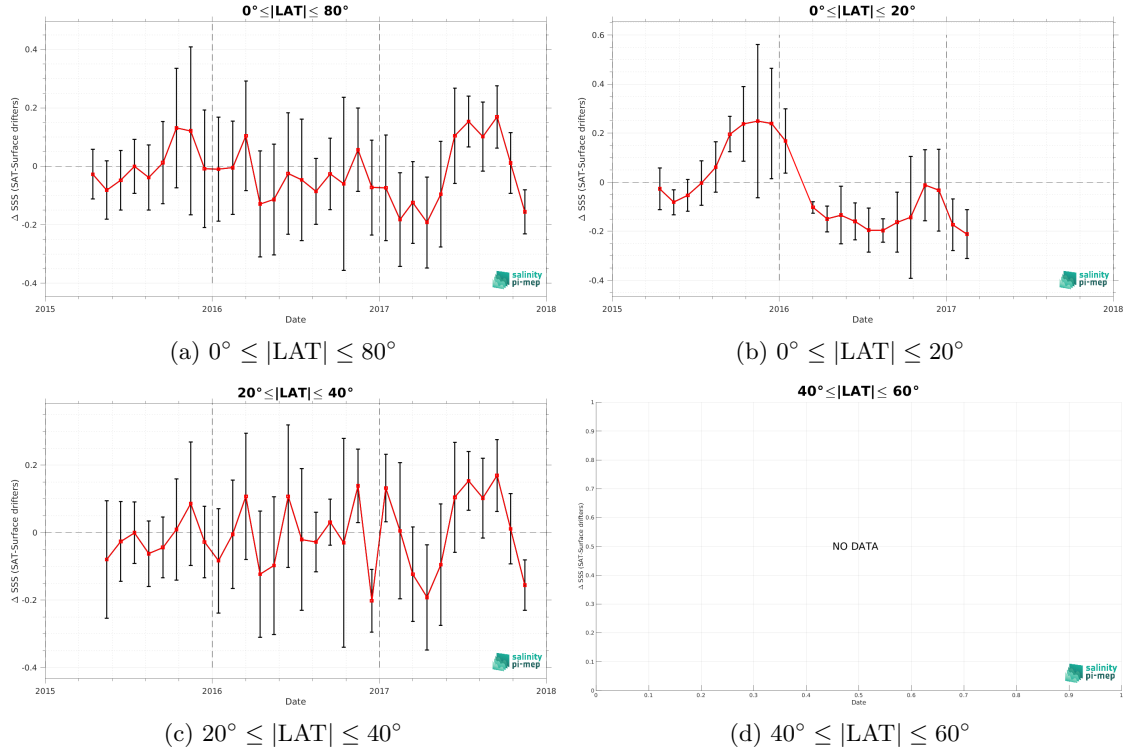 0°≤|LAT|≤ 80°
Δ SSS (SAT-Surface drifters)
0.4
0.2
0
-0.2
-0.4
2015
2016
2017
2018
Date
salinity
pi-mep
(a) 0° ≤ |LAT| ≤ 80°
0°≤|LAT|≤ 20°
Δ SSS (SAT-Surface drifters)
0.6
0.4
0.2
0
-0.2
-0.4
2015
2016
2017
2018
Date
salinity
pi-mep
(b) 0° ≤ |LAT| ≤ 20°
20°≤|LAT|≤ 40°
Δ SSS (SAT-Surface drifters)
0.2
0
-0.2
-0.4
2015
2016
2017
2018
Date
salinity
pi-mep
(c) 20° ≤ |LAT| ≤ 40°
40°≤|LAT|≤ 60°
Δ SSS (SAT-Surface drifters)
1
0.9
0.8
0.7
0.6
0.5
0.4
0.3
0.2
0.1
0
NO DATA
0 0.1 0.2 0.3 0.4 0.5 0.6 0.7 0.8 0.9 1
Date
salinity
pi-mep
(d) 40° ≤ |LAT| ≤ 60°